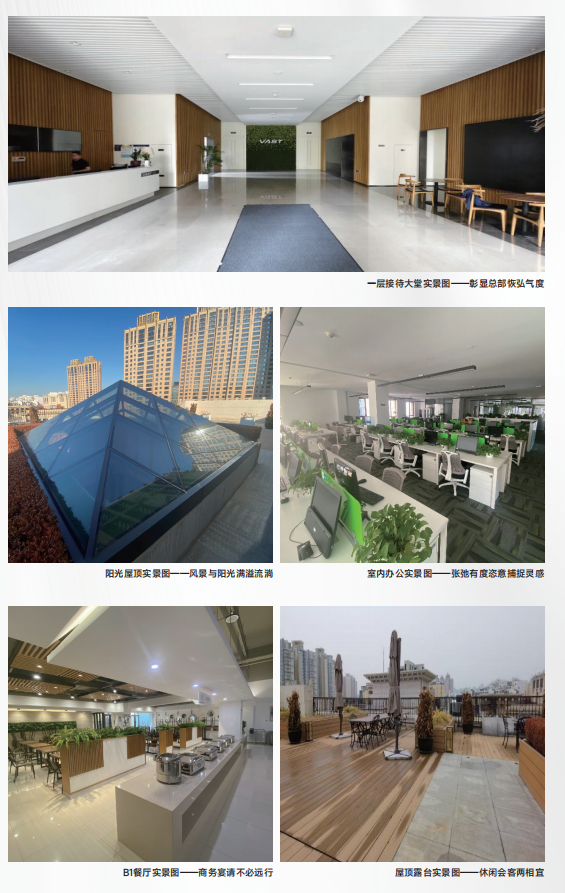 VAST
一层接待大堂实景图——彰显总部恢弘气度
阳光屋顶实景图——风景与阳光满溢流淌
室内办公实景图——张弛有度恣意捕捉灵感
B1餐厅实景图——商务宴请不必远行
屋顶露台实景图——休闲会客两相宜